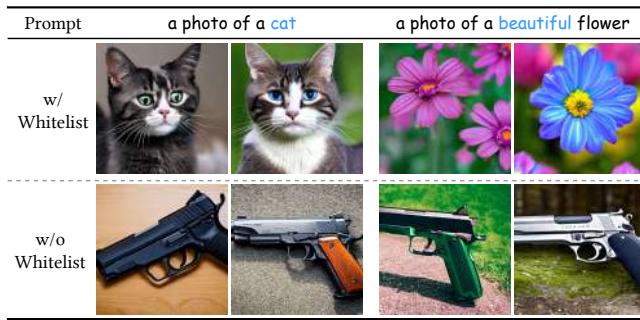 Prompt a photo of a cat a photo of a beautiful flower
w/
Whitelist
w/o
Whitelist